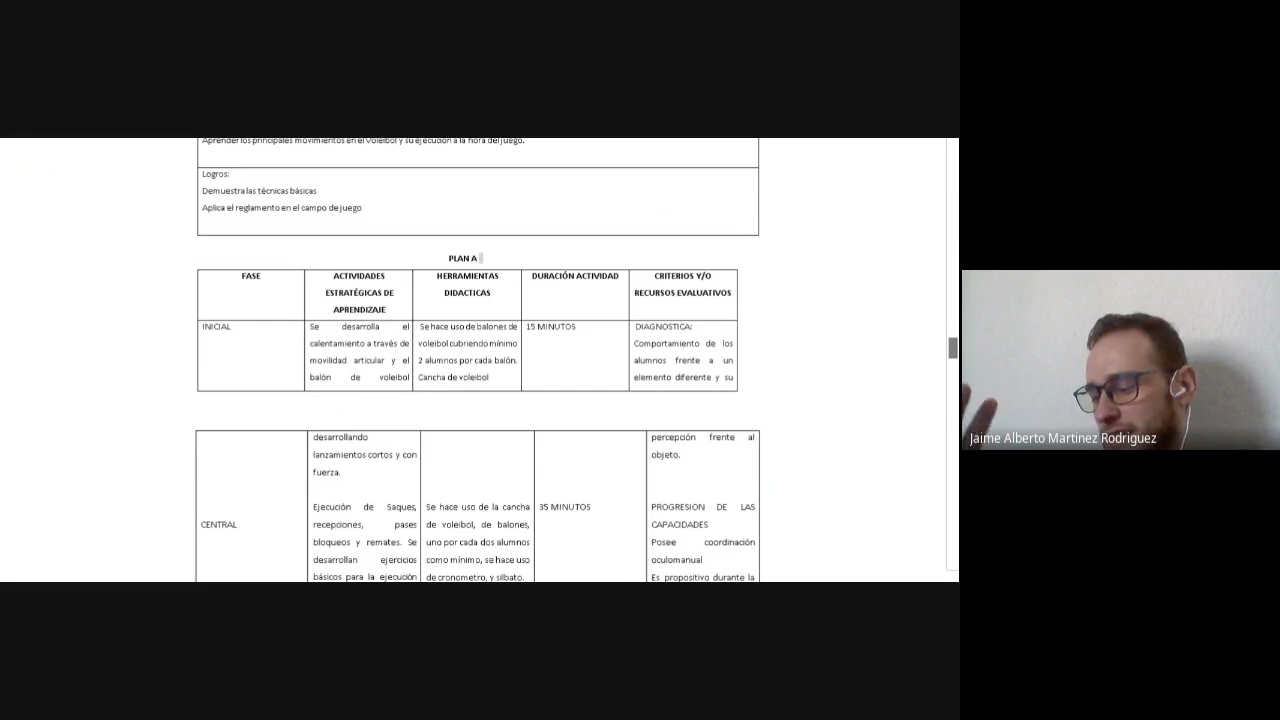 Aprender los principales movimientos en el voleibol y su ejecución a la hora del juego.
Logros:
Demuestra las técnicas básicas
Aplica el reglamento en el campo de juego
PLAN A
FASE
ACTIVIDADES
ESTRATÉGICAS DE
APRENDIZAJE
HERRAMIENTAS
DIDACTICAS
DURACIÓN ACTIVIDAD
CRITERIOS Y/O
RECURSOS EVALUATIVOS
INICIAL
Se desarrolla el
calentamiento a través de
movilidad articular y el
balón de voleibol
Se hace uso de balones de
voleibol cubriendo mínimo
2 alumnos por cada balón.
Cancha de voleibol
15 MINUTOS
DIAGNOSTICA:
Comportamiento de los
alumnos frente a un
elemento diferente y su
desarrollando
lanzamientos cortos y con
fuerza.
percepción frente al
objeto.
CENTRAL
Ejecución de Saques,
recepciones, pases
bloqueos y remates. Se
desarrollan ejercicios
básicos para la ejecución
Se hace uso de la cancha
de voleibol, de balones,
uno por cada dos alumnos
como mínimo, se hace uso
de cronometro, y silbato.
35 MINUTOS
PROGRESION DE LAS
CAPACIDADES
Posee coordinación
oculomanual
Es propositivo durante la
Jaime Alberto Martinez Rodriguez